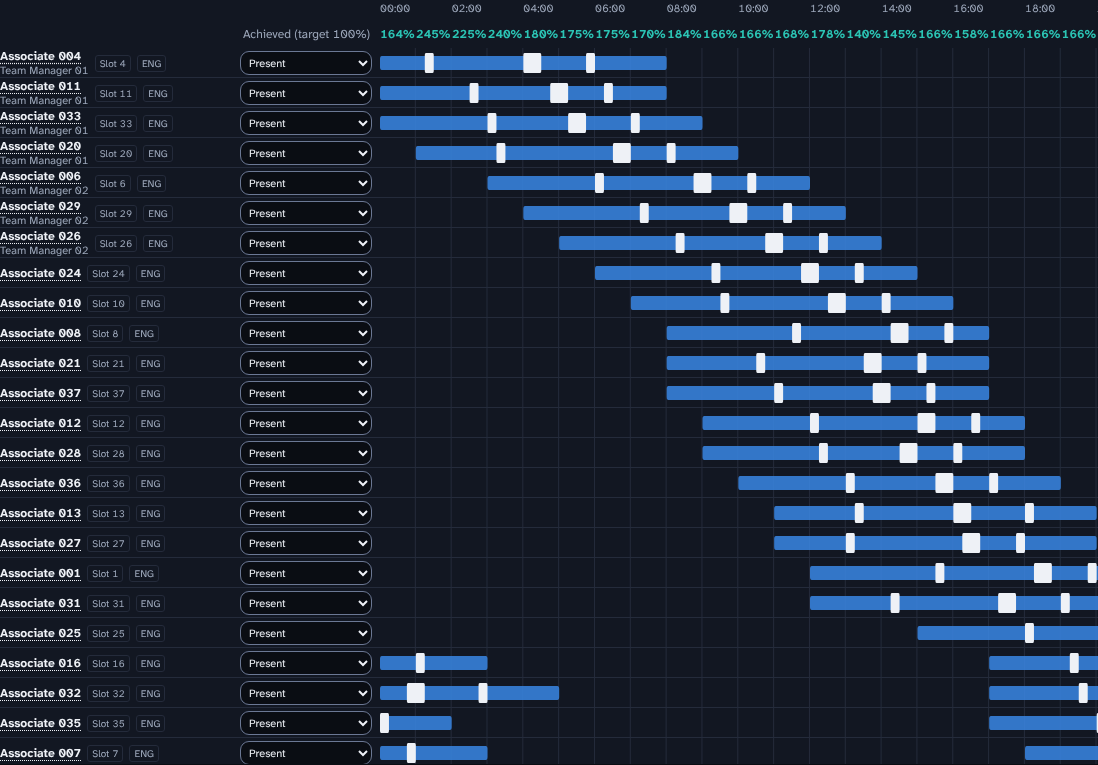 00:00 02:00 04:00 06:00 08:00 10:00 12:00 14:00 16:00 18:00
Achieved (target 100%) 164% 245% 225% 240% 180% 175% 175% 170% 184% 166% 166% 168% 178% 140% 145% 166% 158% 166% 166% 166%
Associate 004 Slot 4 ENG Present
Team Manager 01
Associate 011 Slot 11 ENG Present
Team Manager 01
Associate 033 Slot 33 ENG Present
Team Manager 01
Associate 020 Slot 20 ENG Present
Team Manager 01
Associate 006 Slot 6 ENG Present
Team Manager 02
Associate 029 Slot 29 ENG Present
Team Manager 02
Associate 026 Slot 26 ENG Present
Team Manager 02
Associate 024 Slot 24 ENG Present
Associate 010 Slot 10 ENG Present
Associate 008 Slot 8 ENG Present
Associate 021 Slot 21 ENG Present
Associate 037 Slot 37 ENG Present
Associate 012 Slot 12 ENG Present
Associate 028 Slot 28 ENG Present
Associate 036 Slot 36 ENG Present
Associate 013 Slot 13 ENG Present
Associate 027 Slot 27 ENG Present
Associate 001 Slot 1 ENG Present
Associate 031 Slot 31 ENG Present
Associate 025 Slot 25 ENG Present
Associate 016 Slot 16 ENG Present
Associate 032 Slot 32 ENG Present
Associate 035 Slot 35 ENG Present
Associate 007 Slot 7 ENG Present